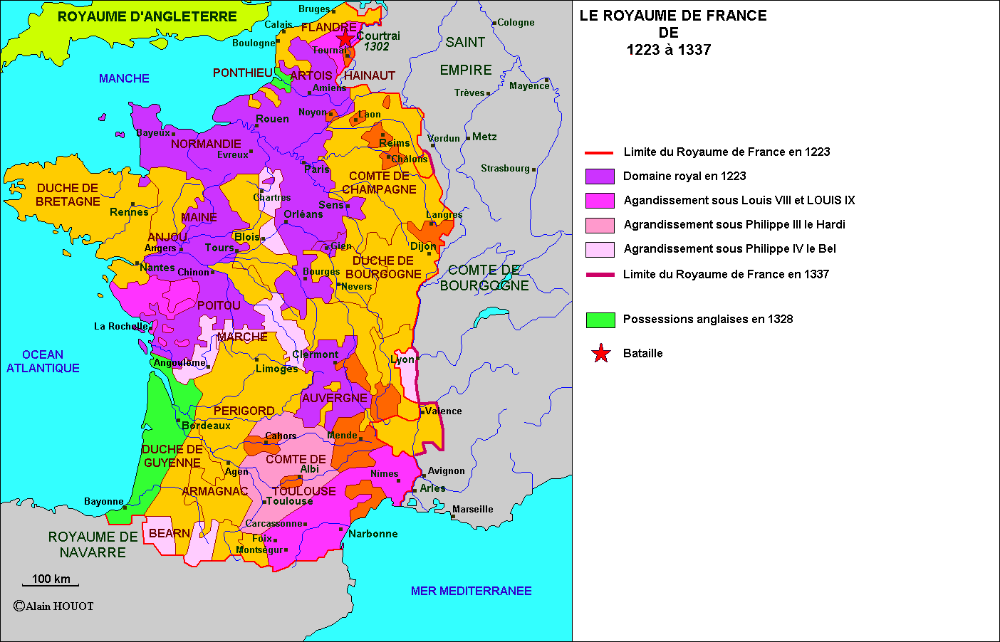 LE ROYAUME DE FRANCE
DE
1223 à 1337
Limite du Royaume de France en 1223
Domaine royal en 1223
Agandissement sous Louis VIII et LOUIS IX
Agrandissement sous Philippe III le Hardi
Agrandissement sous Philippe IV le Bel
Limite du Royaume de France en 1337
Possessions anglaises en 1328
Bataille
ROYAUME D'ANGLETERRE
Bruges
Calais
FLANDRE
Boulogne
Courtrai
1302
Tournai
Cologne
SAINT
EMPIRE
MANCHE
PONTHIEU
ARTOIS
HAINAUT
Amiens
Trèves
Mayence
Noyon
Laon
Rouen
Bayeux
NORMANDIE
Evreux
Reims
Châlons
Verdun
Metz
Paris
Strasbourg
COMTE DE
CHAMPAGNE
DUCHE DE
BRETAGNE
Chartres
Rennes
Sens
MAINE
Orléans
Langres
ANJOU
Blois
Angers
Tours
Gien
Dijon
Nantes
Chinon
Bourges
DUCHE DE
BOURGOGNE
Nevers
COMTE DE
BOURGOGNE
POITOU
La Rochelle
MARCHE
OCEAN
ATLANTIQUE
Angoulome
Limoges
Clermont
Lyon
AUVERGNE
PERIGORD
Valence
Bordeaux
Cahors
Mende
DUCHE DE
GUYENNE
COMTE DE
TOULOUSE
Agen
Albi
Nimes
Avignon
ARMAGNAC
Arles
Bayonne
Toulouse
Marseille
Carcassonne
BEARN
Foix
Montségur
Narbonne
ROYAUME DE
NAVARRE
100 km
MER MEDITERRANEE
©Alain HOUOT